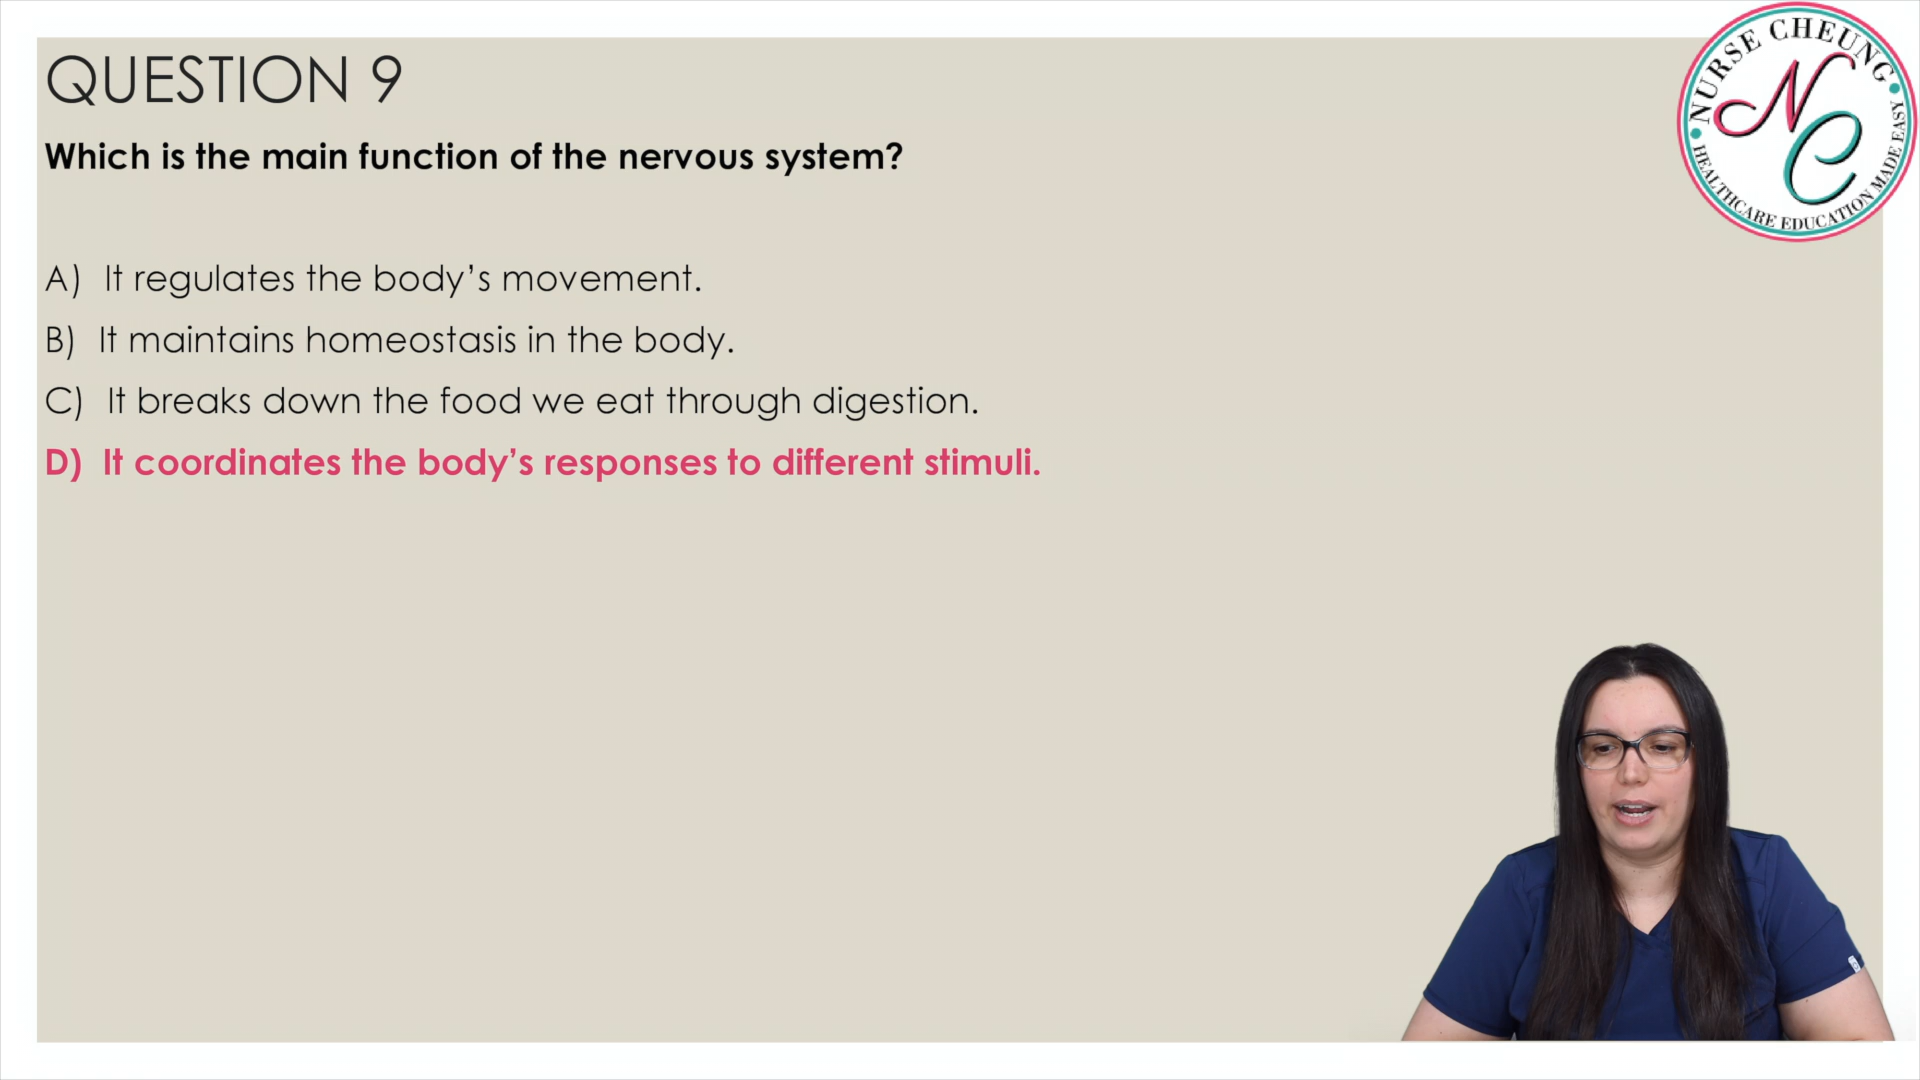 QUESTION 9
Which is the main function of the nervous system?
A) It regulates the body’s movement.
B) It maintains homeostasis in the body.
C) It breaks down the food we eat through digestion.
D) It coordinates the body’s responses to different stimuli.
• NURSE CHEUNG •
NC
HEALTHCARE EDUCATION MADE EASY